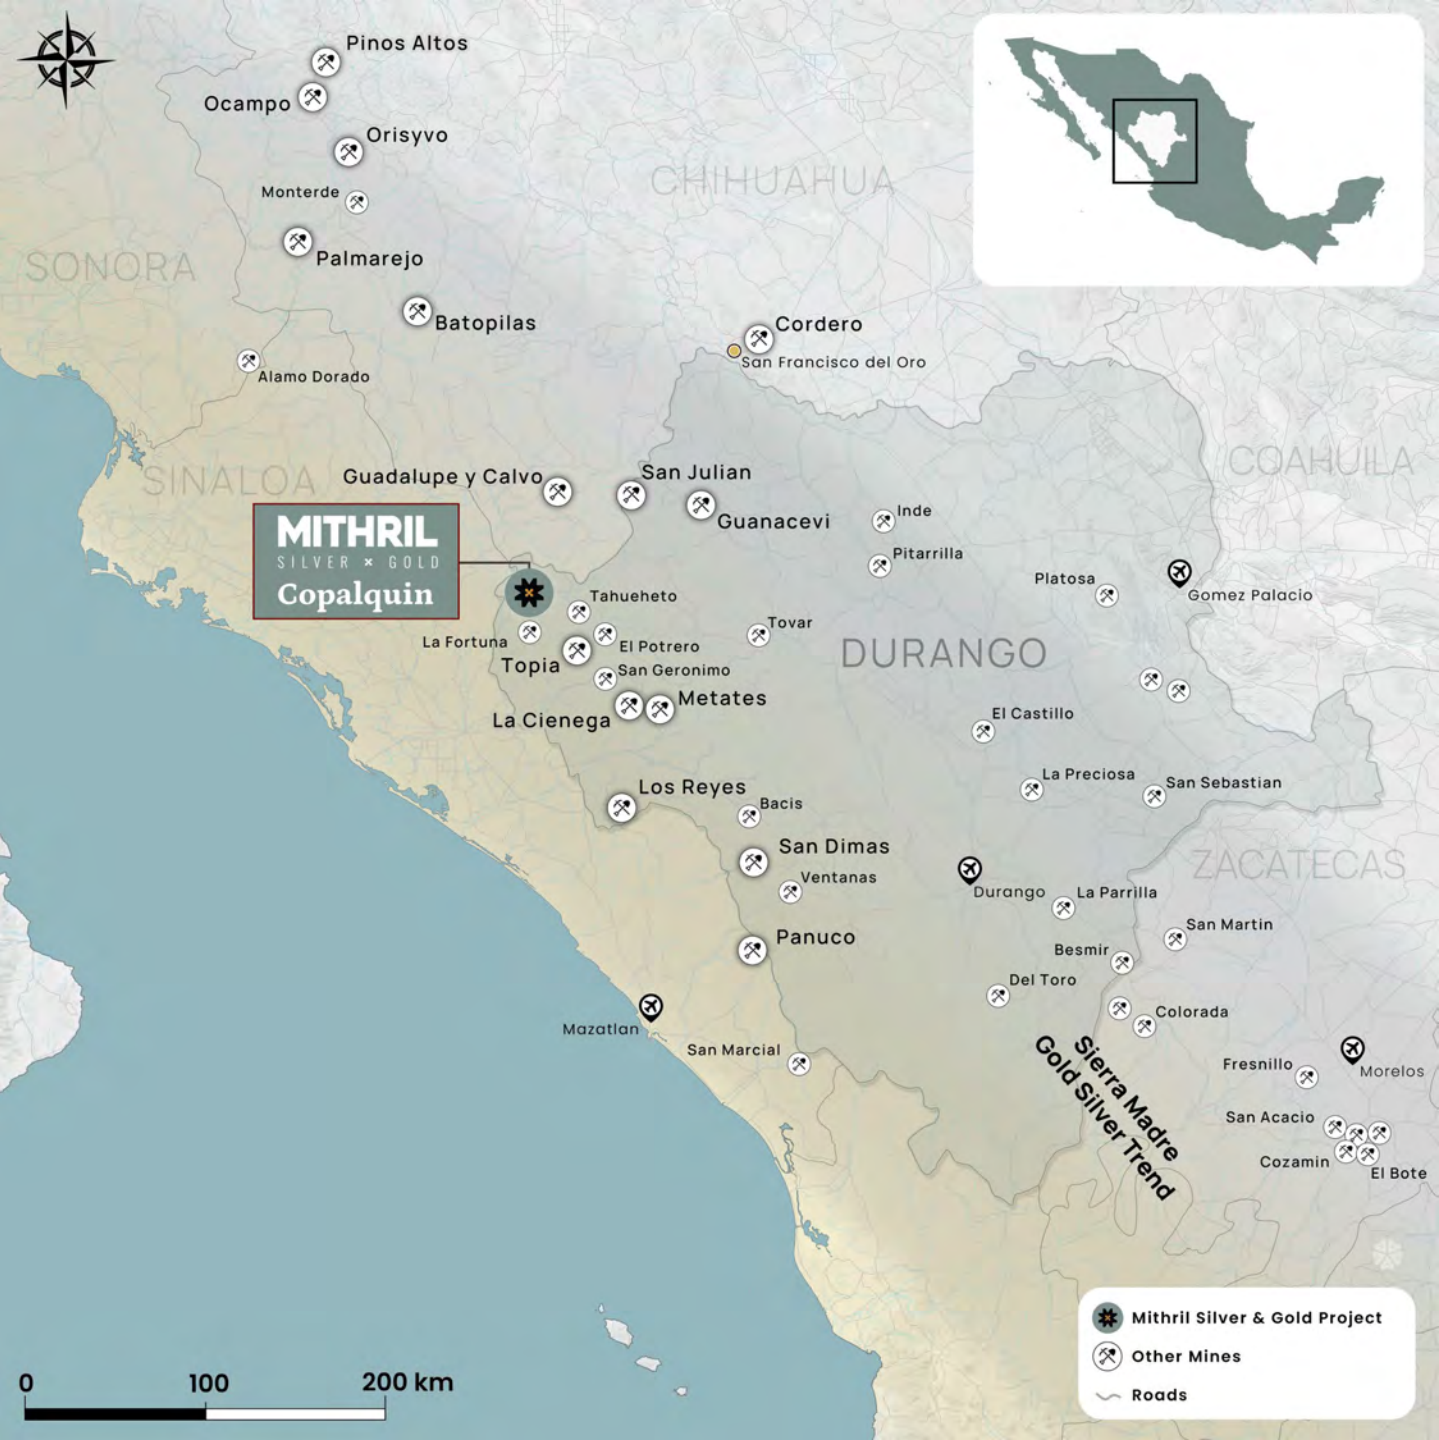 Pinos Altos
Ocampo
Orisyvo
Monterde
CHIHUAHUA
SONORA
Palmarejo
Batopilas
Cordero
San Francisco del Oro
Alamo Dorado
COAHUILA
SINALOA
Guadalupe y Calvo
San Julian
Guanacevi
Inde
Pitarrilla
MITHRIL
SILVER × GOLD
Copalquin
Platosa
Gomez Palacio
Tahueheto
La Fortuna
El Potrero
Tovar
DURANGO
Topia
San Geronimo
Metates
La Cienega
El Castillo
La Preciosa
San Sebastian
Los Reyes
Bacis
San Dimas
Ventanas
ZACATECAS
Durango
La Parrilla
San Martin
Panuco
Besmir
Del Toro
Colorada
Mazatlan
San Marcial
Sierra Madre
Gold Silver Trend
Fresnillo
Morelos
San Acacio
Cozamin
El Bote
Mithril Silver & Gold Project
Other Mines
Roads
0 100 200 km